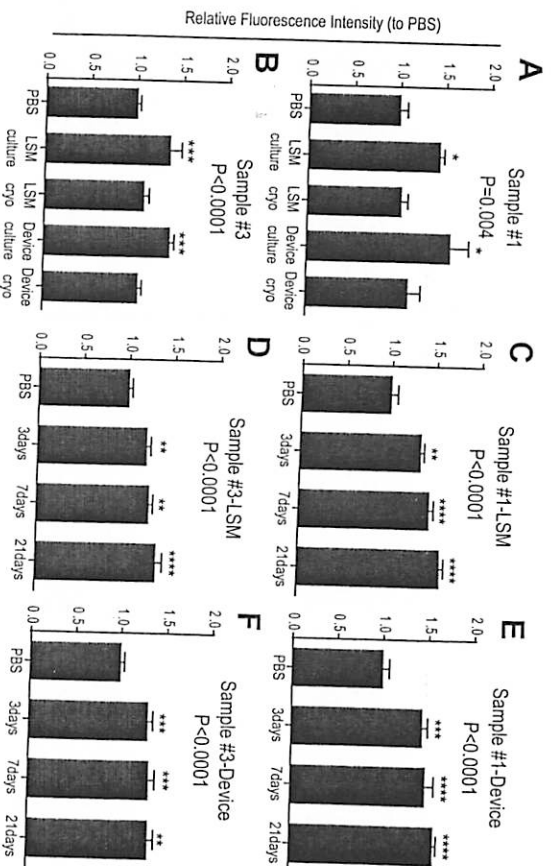 Relative Fluorescence Intensity (to PBS)
A
Sample #1
P=0.004
2.0
1.5
1.0
0.5
0.0
* *
PBS LSM LSM Device Device
culture cryo culture cryo
B
Sample #3
P<0.0001
2.0
1.5
1.0
0.5
0.0
*** ***
PBS LSM LSM Device Device
culture cryo culture cryo
C
Sample #1-LSM
P<0.0001
2.0
1.5
1.0
0.5
0.0
** **** ****
PBS 3days 7days 21days
D
Sample #3-LSM
P<0.0001
2.0
1.5
1.0
0.5
0.0
** ** ****
PBS 3days 7days 21days
E
Sample #1-Device
P<0.0001
2.0
1.5
1.0
0.5
0.0
*** **** ****
PBS 3days 7days 21days
F
Sample #3-Device
P<0.0001
2.0
1.5
1.0
0.5
0.0
*** *** **
PBS 3days 7days 21days